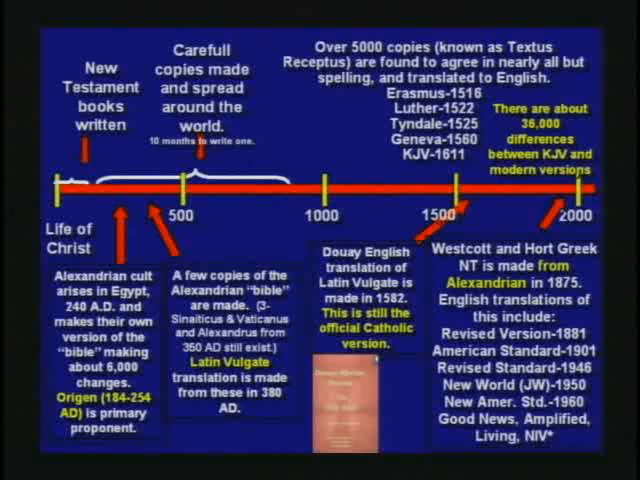 New
Testament
books
written
Carefull
copies made
and spread
around the
world.
10 months to write one.
Over 5000 copies (known as Textus
Receptus) are found to agree in nearly all but
spelling, and translated to English.
Erasmus-1516
Luther-1522
Tyndale-1525
Geneva-1560
KJV-1611
There are about
36,000
differences
between KJV and
modern versions
500
1000
1500
2000
Life of
Christ
Alexandrian cult
arises in Egypt,
240 A.D. and
makes their own
version of the
“bible” making
about 6,000
changes.
Origen (184-254
AD) is primary
proponent.
A few copies of the
Alexandrian “bible”
are made. (3-
Sinaiticus & Vaticanus
and Alexandrus from
350 AD still exist.)
Latin Vulgate
translation is made
from these in 380
AD.
Douay English
translation of
Latin Vulgate is
made in 1582.
This is still the
official Catholic
version.
Westcott and Hort Greek
NT is made from
Alexandrian in 1875.
English translations of
this include:
Revised Version-1881
American Standard-1901
Revised Standard-1946
New World (JW)-1950
New Amer. Std.-1960
Good News, Amplified,
Living, NIV*